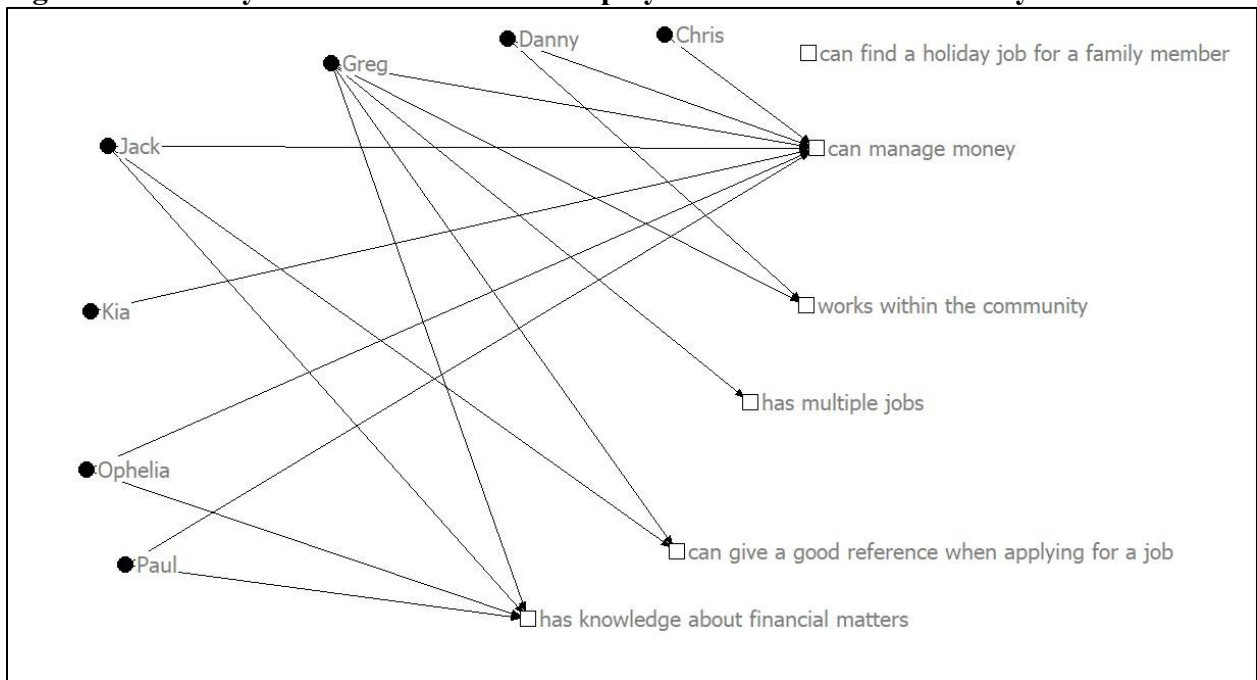 Danny
Chris
Greg
can find a holiday job for a family member
Jack
can manage money
Kia
works within the community
has multiple jobs
Ophelia
can give a good reference when applying for a job
Paul
has knowledge about financial matters